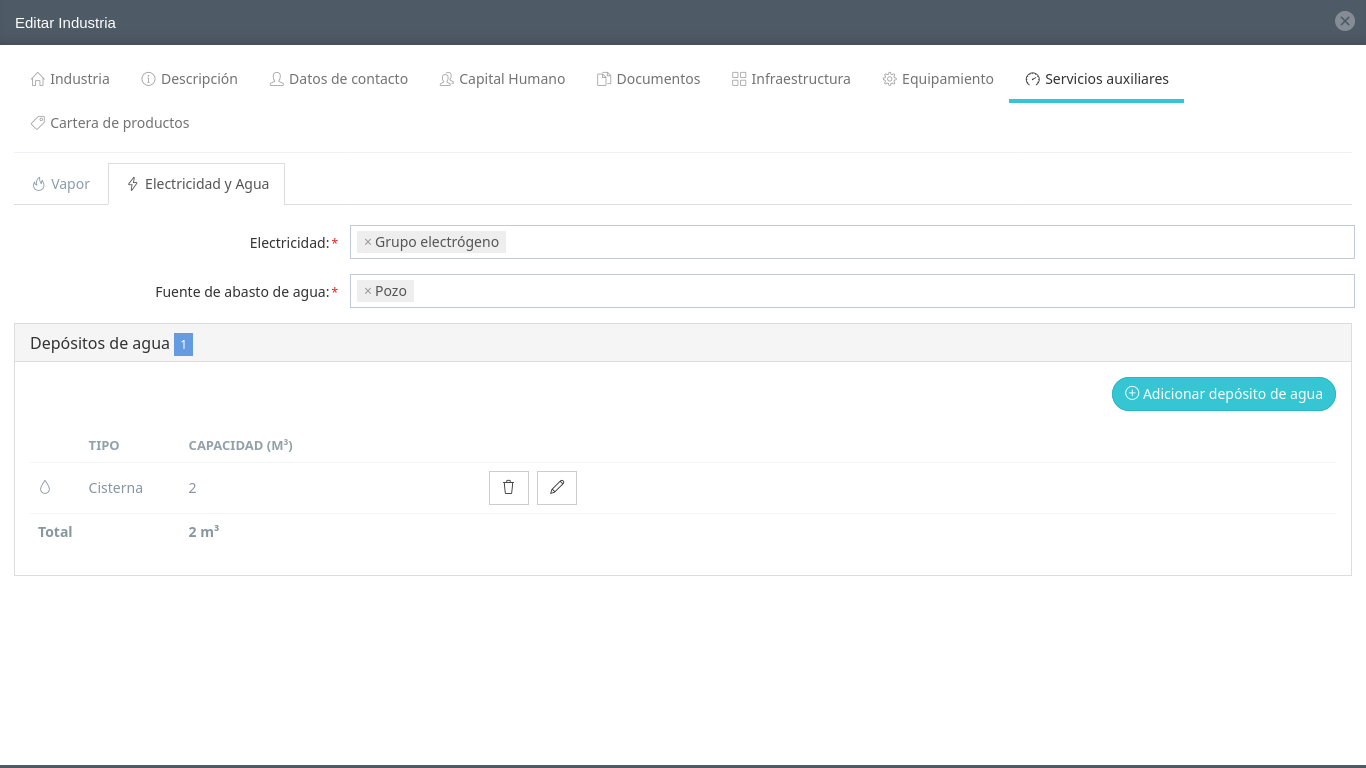 Editar Industria
Industria Descripción Datos de contacto Capital Humano Documentos Infraestructura Equipamiento Servicios auxiliares
Cartera de productos
Vapor Electricidad y Agua
Electricidad:* × Grupo electrógeno
Fuente de abasto de agua:* × Pozo
Depósitos de agua 1
Adicionar depósito de agua
TIPO CAPACIDAD (M³)
Cisterna 2
Total 2 m³